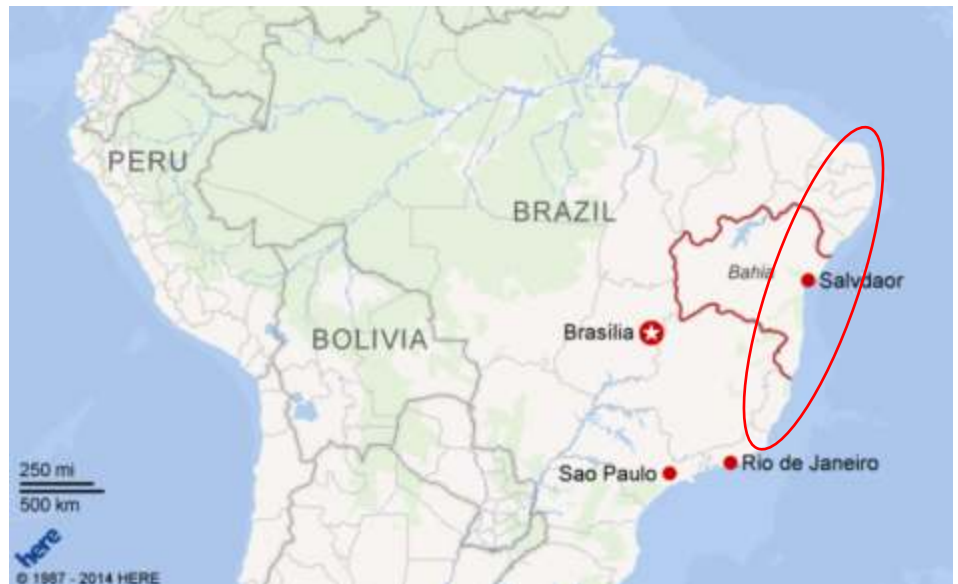 PERU
BRAZIL
Bahia
Salvdaor
Brasília
BOLIVIA
Sao Paulo
Rio de Janeiro
250 mi
500 km
here
© 1987 - 2014 HERE